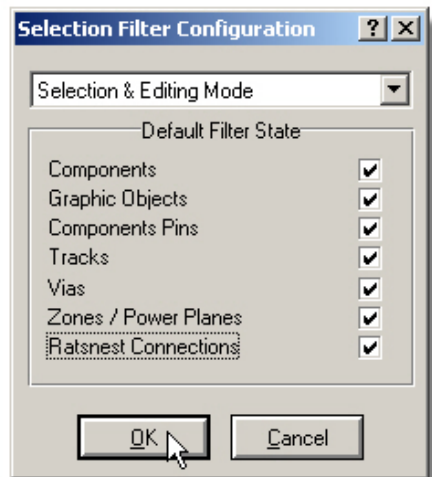 Selection Filter Configuration ? ×
Selection & Editing Mode
Default Filter State
Components
Graphic Objects
Components Pins
Tracks
Vias
Zones / Power Planes
Ratsnest Connections
OK Cancel